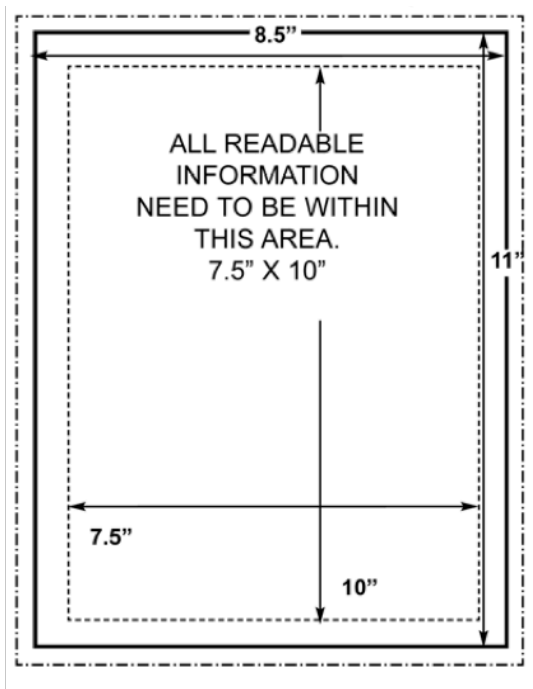 8.5”
ALL READABLE
INFORMATION
NEED TO BE WITHIN
THIS AREA.
7.5” X 10”
11”
7.5”
10”